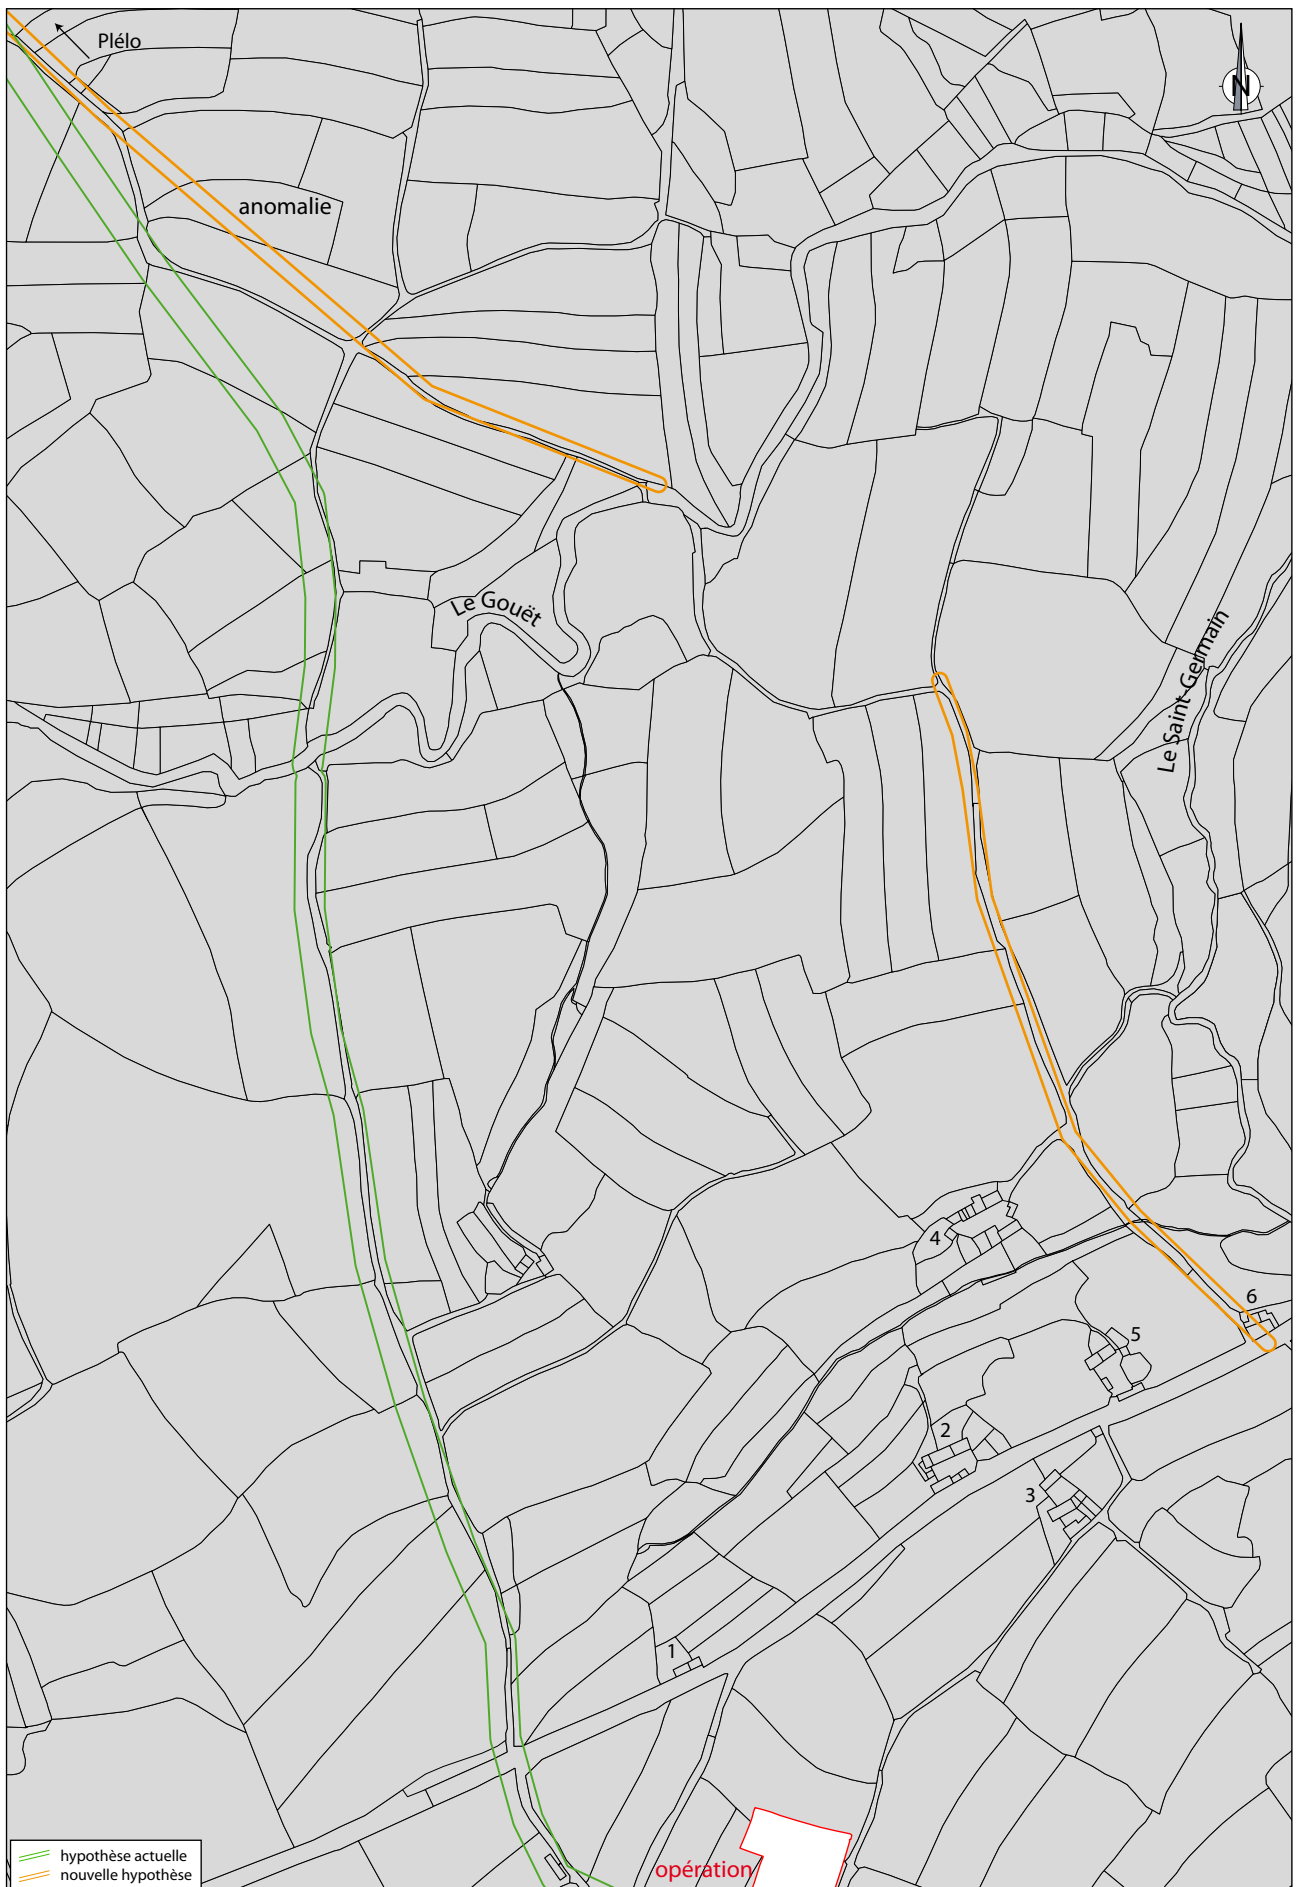 Plélo
N
anomalie
Le Gouët
Le Saint-Germain
4
6
5
2
3
1
opération
hypothèse actuelle
nouvelle hypothèse